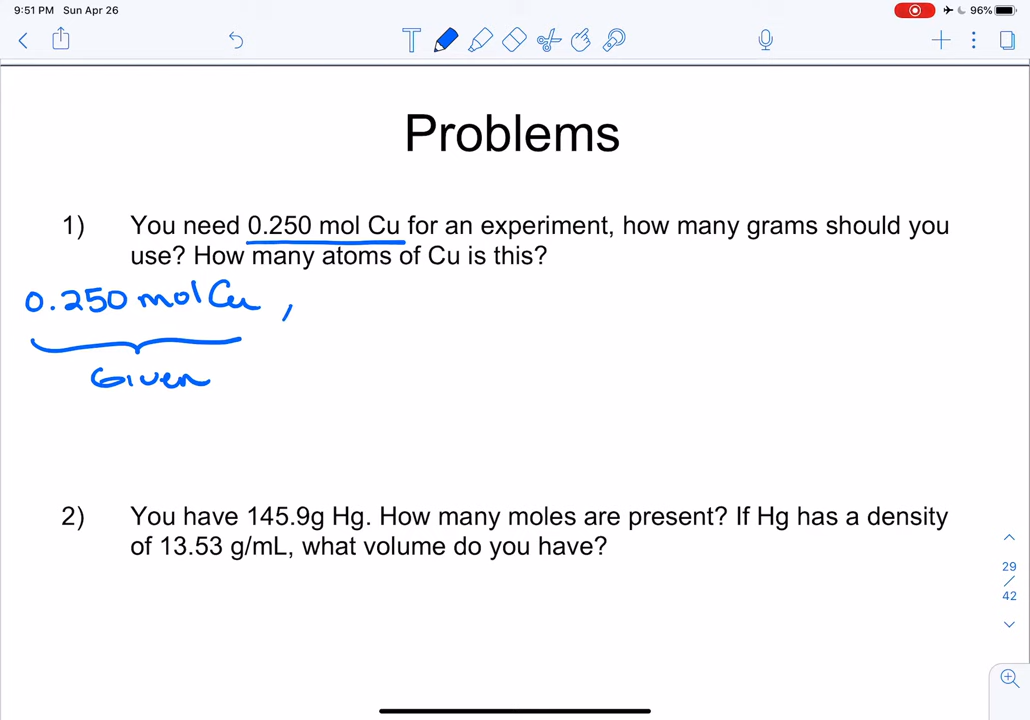 9:51 PM Sun Apr 26
96%
T
Problems
1) You need 0.250 mol Cu for an experiment, how many grams should you
use? How many atoms of Cu is this?
0.250 mol Cu ,
Given
2) You have 145.9g Hg. How many moles are present? If Hg has a density
of 13.53 g/mL, what volume do you have?
29
/
42